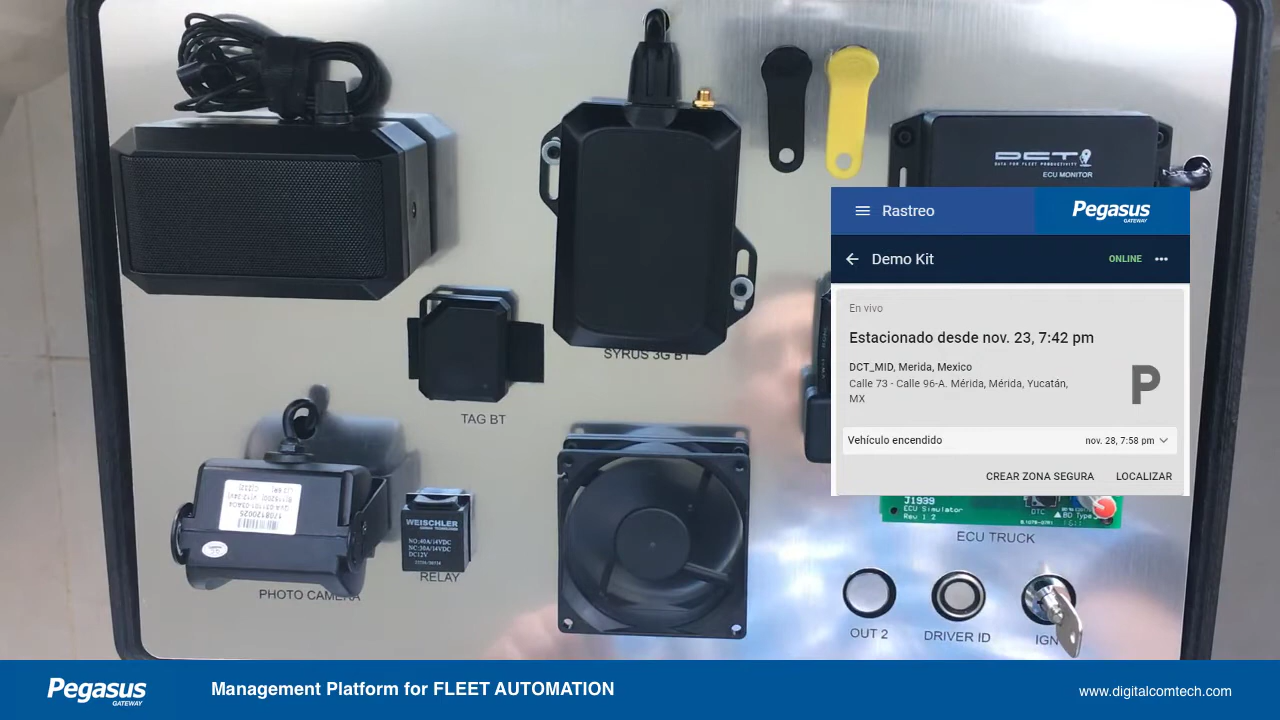 DCT
DATA FOR FLEET PRODUCTIVITY
ECU MONITOR
Rastreo
Pegasus
GATEWAY
Demo Kit
ONLINE
En vivo
Estacionado desde nov. 23, 7:42 pm
DCT_MID, Merida, Mexico
Calle 73 - Calle 96-A. Mérida, Mérida, Yucatán,
MX
P
Vehículo encendido
nov. 28, 7:58 pm
CREAR ZONA SEGURA
LOCALIZAR
SYRUS 3G BT
TAG BT
WEISCHLER
NO:40A/14VDC
NC:30A/14VDC
DC12V
RELAY
PHOTO CAMERA
J1939
ECU Simulator
Rev 1 2
DTC
ECU TRUCK
OUT 2
DRIVER ID
IGN
Pegasus
GATEWAY
Management Platform for FLEET AUTOMATION
www.digitalcomtech.com